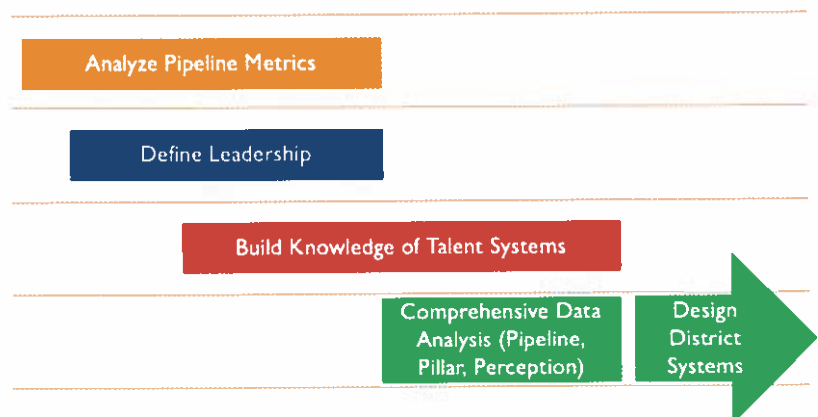 Analyze Pipeline Metrics
Define Leadership
Build Knowledge of Talent Systems
Comprehensive Data
Analysis (Pipeline,
Pillar, Perception)
Design
District
Systems